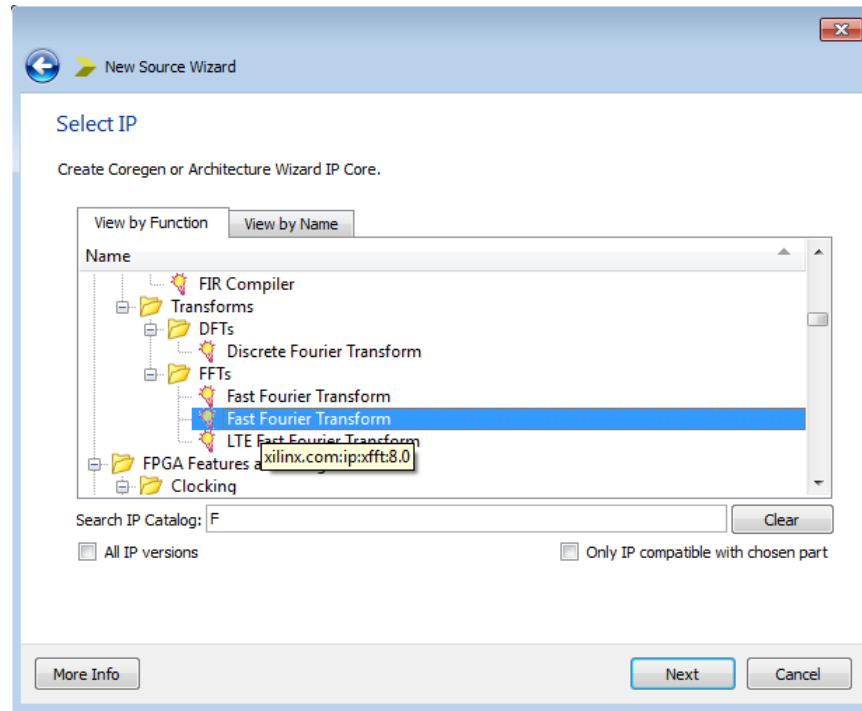 New Source Wizard
Select IP
Create Coregen or Architecture Wizard IP Core.
View by Function
View by Name
Name
FIR Compiler
Transforms
DFTs
Discrete Fourier Transform
FFTs
Fast Fourier Transform
Fast Fourier Transform
LTE Fast Fourier Transform
xilinx.com:ip:xfft:8.0
FPGA Features a
Clocking
Search IP Catalog: F
Clear
All IP versions
Only IP compatible with chosen part
More Info
Next
Cancel